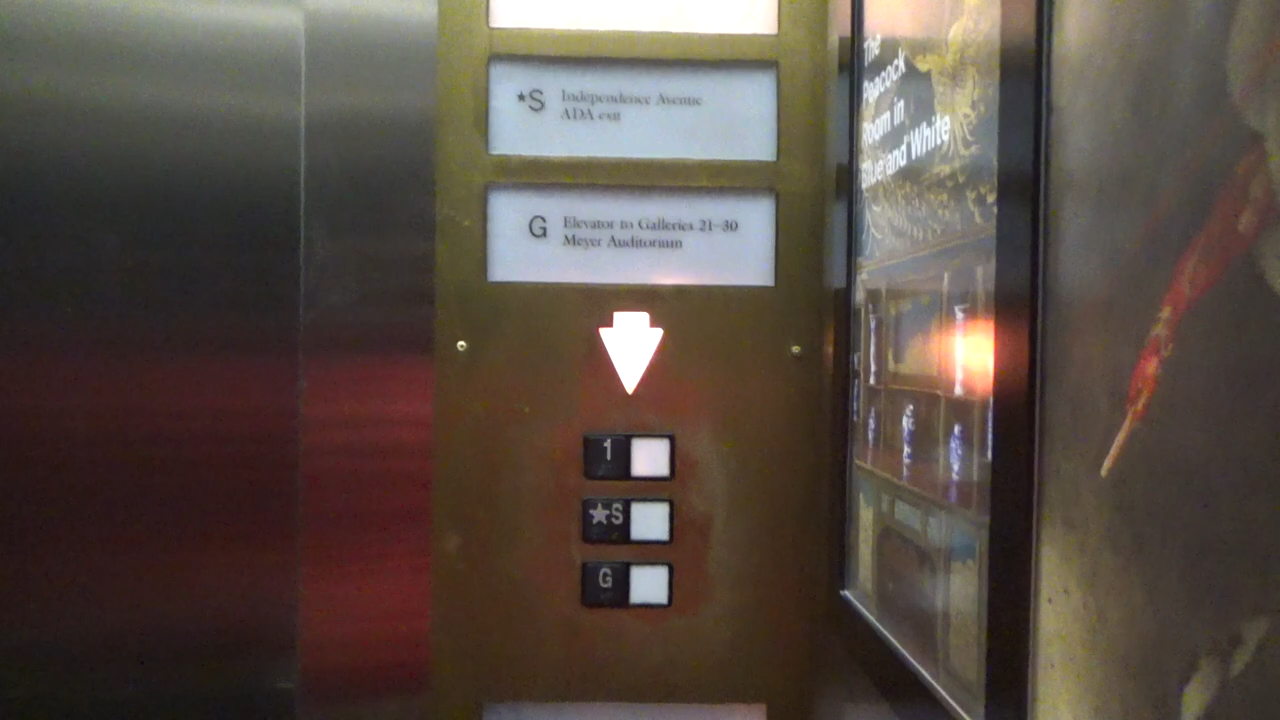 ★S Independence Avenue
ADA exit
G Elevator to Galleries 21–30
Meyer Auditorium
1
★S
G
The
Peacock
Room in
Blue and White